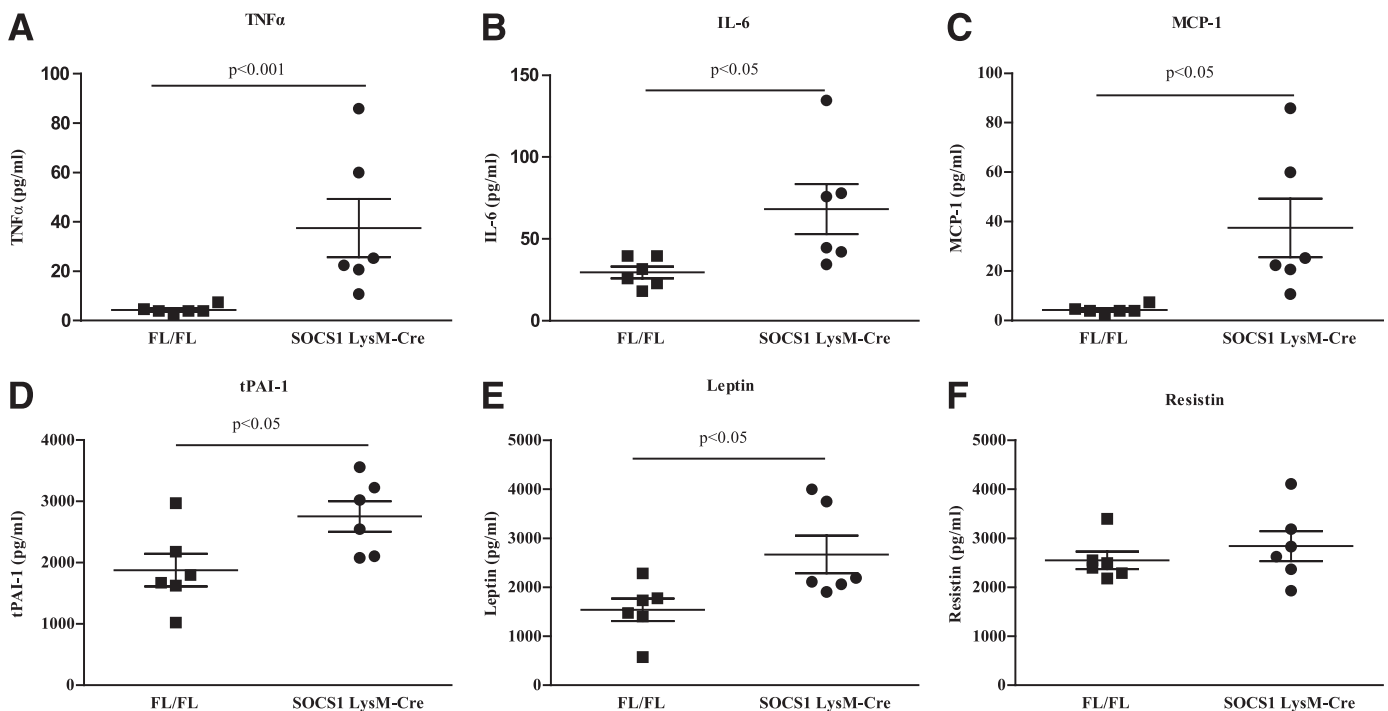 A
TNFα
p<0.001
TNFα (pg/ml)
100
80
60
40
20
0
FL/FL
SOCS1 LysM-Cre
B
IL-6
p<0.05
IL-6 (pg/ml)
150
100
50
0
FL/FL
SOCS1 LysM-Cre
C
MCP-1
p<0.05
MCP-1 (pg/ml)
100
80
60
40
20
0
FL/FL
SOCS1 LysM-Cre
D
tPAI-1
p<0.05
tPAI-1 (pg/ml)
4000
3000
2000
1000
0
FL/FL
SOCS1 LysM-Cre
E
Leptin
p<0.05
Leptin (pg/ml)
5000
4000
3000
2000
1000
0
FL/FL
SOCS1 LysM-Cre
F
Resistin
Resistin (pg/ml)
5000
4000
3000
2000
1000
0
FL/FL
SOCS1 LysM-Cre